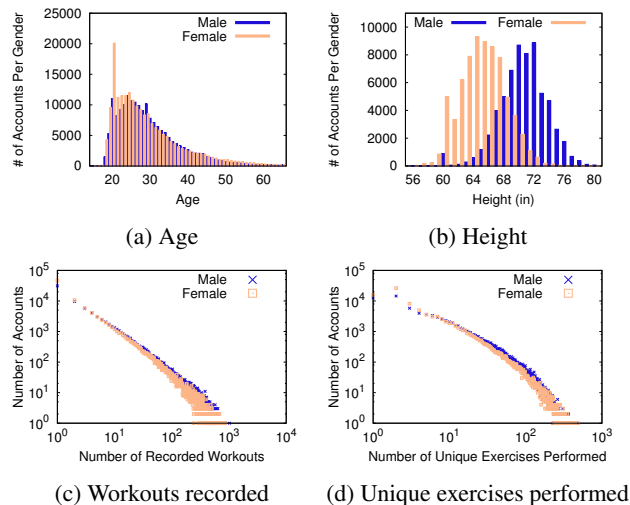 # of Accounts Per Gender
25000
20000
15000
10000
5000
0
Male
Female
20 30 40 50 60
Age
(a) Age
# of Accounts Per Gender
10000
8000
6000
4000
2000
0
Male Female
56 60 64 68 72 76 80
Height (in)
(b) Height
Number of Accounts
10^5
10^4
10^3
10^2
10^1
10^0
Male
Female
10^0 10^1 10^2 10^3 10^4
Number of Recorded Workouts
(c) Workouts recorded
Number of Accounts
10^5
10^4
10^3
10^2
10^1
10^0
Male
Female
10^0 10^1 10^2 10^3
Number of Unique Exercises Performed
(d) Unique exercises performed